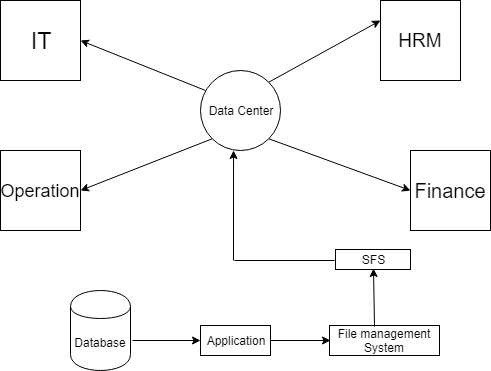 IT
HRM
Data Center
Operation
Finance
SFS
Database
Application
File management
System